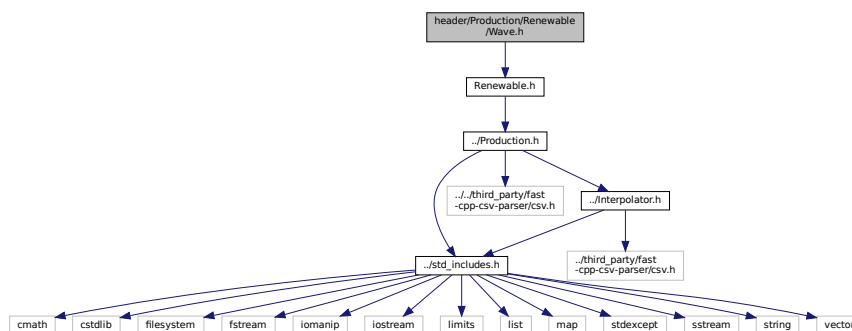 header/Production/Renewable
/Wave.h
Renewable.h
../Production.h
../../third_party/fast
-cpp-csv-parser/csv.h
../Interpolator.h
../third_party/fast
-cpp-csv-parser/csv.h
../std_includes.h
cmath
cstdlib
filesystem
fstream
iomanip
iostream
limits
list
map
stdexcept
sstream
string
vector